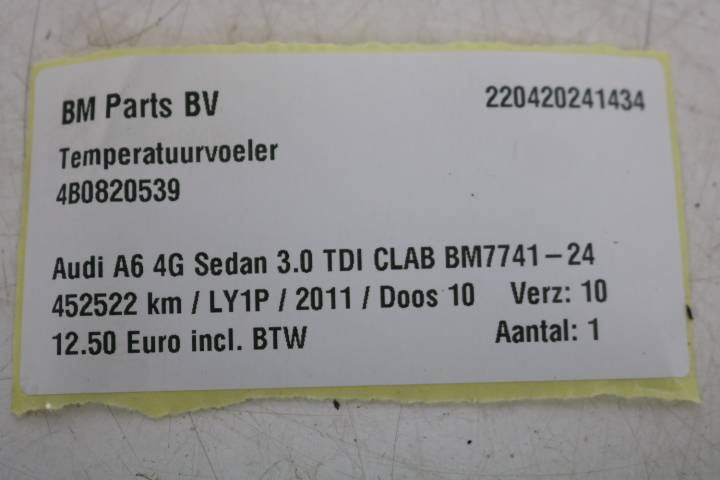 BM Parts BV 220420241434
Temperatuurvoeler
4B0820539
Audi A6 4G Sedan 3.0 TDI CLAB BM7741-24
452522 km / LY1P / 2011 / Doos 10 Verz: 10
12.50 Euro incl. BTW Aantal: 1